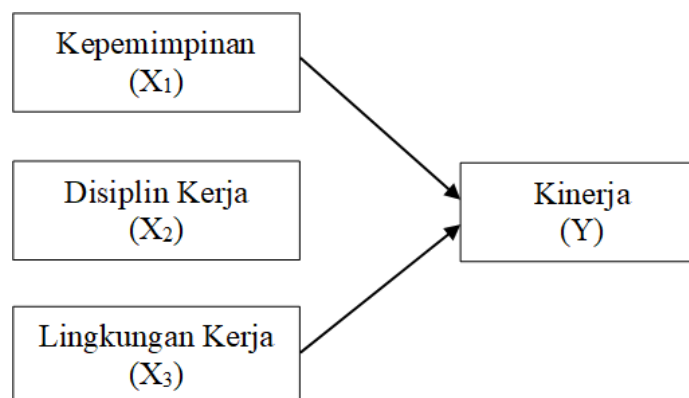 Kepemimpinan
(X₁)
Disiplin Kerja
(X₂)
Lingkungan Kerja
(X₃)
Kinerja
(Y)